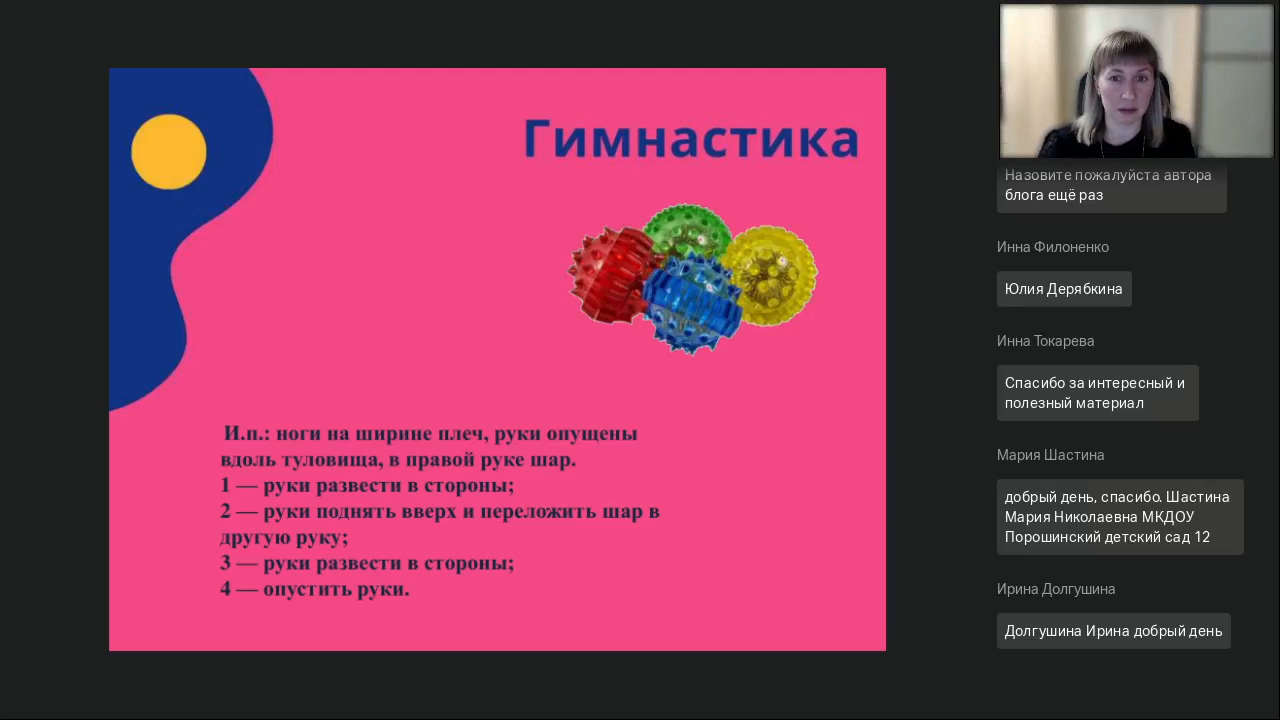 Гимнастика
И.п.: ноги на ширине плеч, руки опущены
вдоль туловища, в правой руке шар.
1 — руки развести в стороны;
2 — руки поднять вверх и переложить шар в
другую руку;
3 — руки развести в стороны;
4 — опустить руки.
Назовите пожалуйста автора
блога ещё раз
Инна Филоненко
Юлия Дерябкина
Инна Токарева
Спасибо за интересный и
полезный материал
Мария Шастина
добрый день, спасибо. Шастина
Мария Николаевна МКДОУ
Порошинский детский сад 12
Ирина Долгушина
Долгушина Ирина добрый день